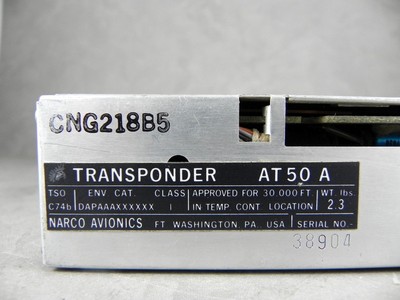 CNG218B5
TRANSPONDER AT50 A
TSO ENV CAT. CLASS APPROVED FOR 30 000 FT WT. lbs
C74b DAPAAAXXXXXX I IN TEMP CONT LOCATION 2.3
NARCO AVIONICS FT WASHINGTON, PA., USA SERIAL NO.
38904